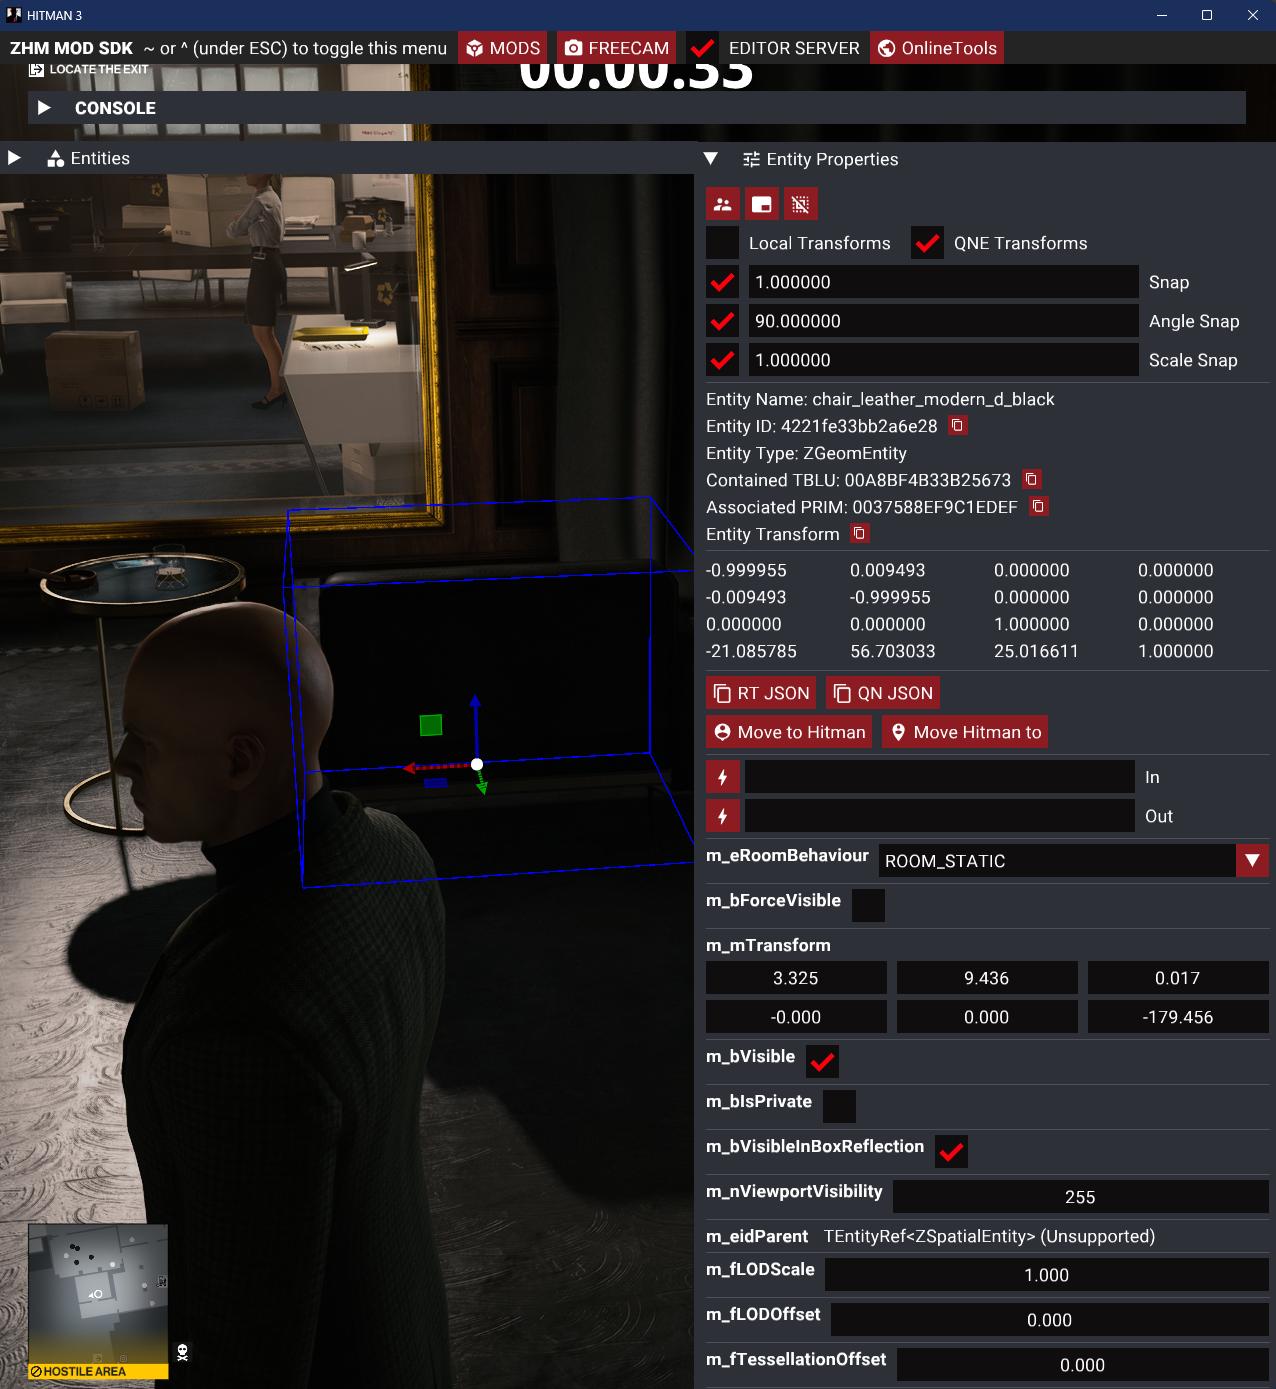 HITMAN 3
ZHM MOD SDK ~ or ^ (under ESC) to toggle this menu MODS FREECAM EDITOR SERVER OnlineTools
LOCATE THE EXIT
00:00:33
CONSOLE
Entities
Entity Properties
Local Transforms QNE Transforms
1.000000 Snap
90.000000 Angle Snap
1.000000 Scale Snap
Entity Name: chair_leather_modern_d_black
Entity ID: 4221fe33bb2a6e28
Entity Type: ZGeomEntity
Contained TBLU: 00A8BF4B33B25673
Associated PRIM: 0037588EF9C1EDEF
Entity Transform
-0.999955 0.009493 0.000000 0.000000
-0.009493 -0.999955 0.000000 0.000000
0.000000 0.000000 1.000000 0.000000
-21.085785 56.703033 25.016611 1.000000
RT JSON QN JSON
Move to Hitman Move Hitman to
In
Out
m_eRoomBehaviour ROOM_STATIC
m_bForceVisible
m_mTransform
3.325 9.436 0.017
-0.000 0.000 -179.456
m_bVisible
m_bIsPrivate
m_bVisibleInBoxReflection
m_nViewportVisibility 255
m_eidParent TEntityRef<ZSpatialEntity> (Unsupported)
m_fLODScale 1.000
m_fLODOffset 0.000
m_fTessellationOffset 0.000
HOSTILE AREA